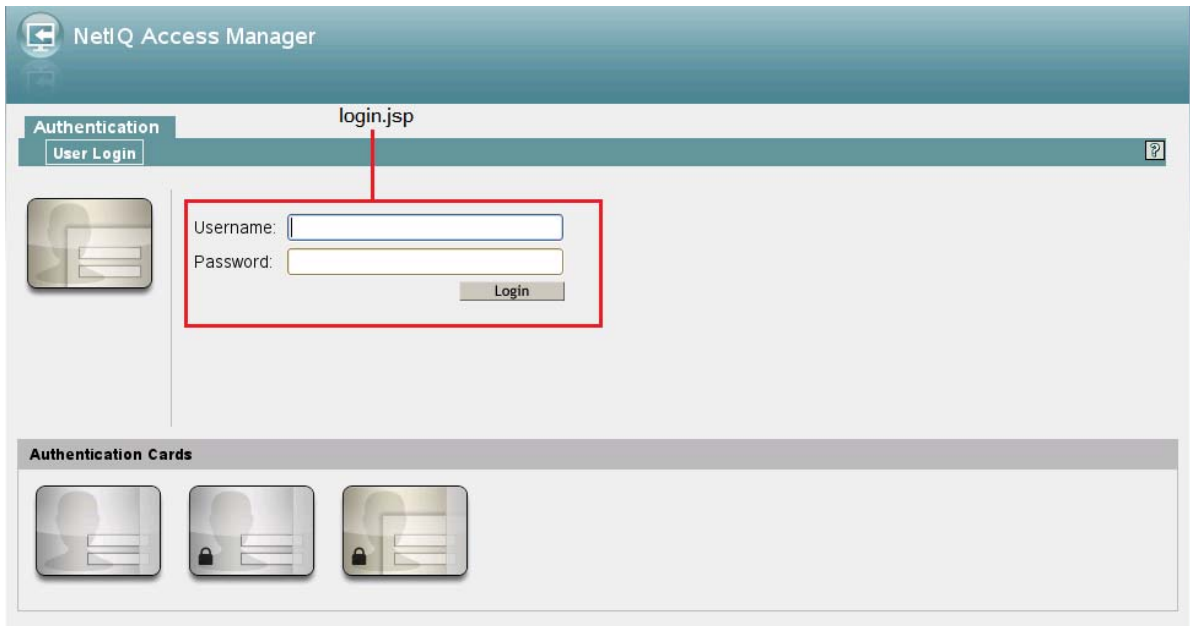 NetIQ Access Manager
login.jsp
Authentication
User Login
?
Username:
Password:
Login
Authentication Cards